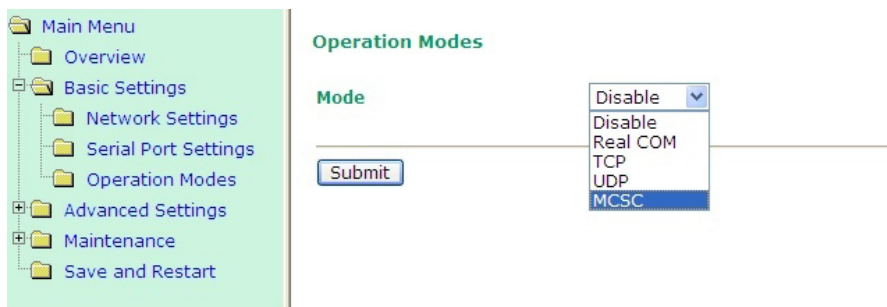 Main Menu
Overview
Basic Settings
Network Settings
Serial Port Settings
Operation Modes
Advanced Settings
Maintenance
Save and Restart
Operation Modes
Mode
Disable
Disable
Real COM
TCP
UDP
MCSC
Submit